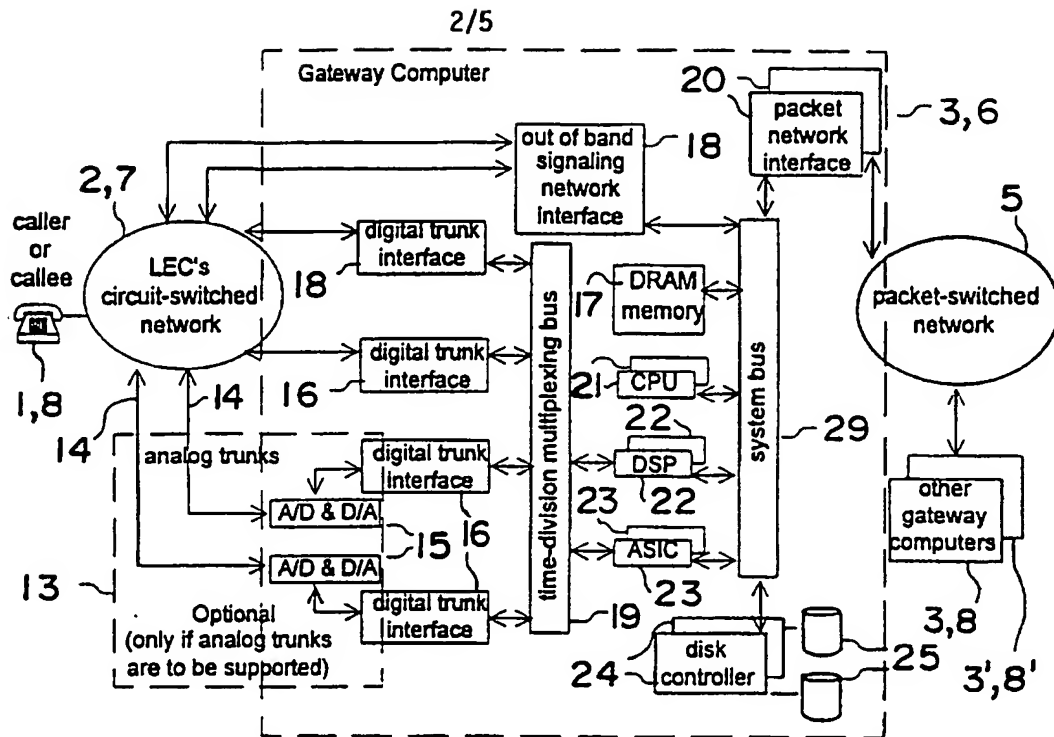 2/5
Gateway Computer
20
packet
network
interface
3,6
out of band
signaling
network
interface
18
2,7
caller
or
callee
LEC's
circuit-switched
network
1,8
digital trunk
interface
18
digital trunk
interface
16
time-division multiplexing bus
19
17
DRAM
memory
21
CPU
22
DSP
22
23
ASIC
23
system bus
29
5
packet-switched
network
14
14
analog trunks
digital trunk
interface
A/D & D/A
15
16
A/D & D/A
digital trunk
interface
13
Optional
(only if analog trunks
are to be supported)
24
disk
controller
25
other
gateway
computers
3,8
3',8'